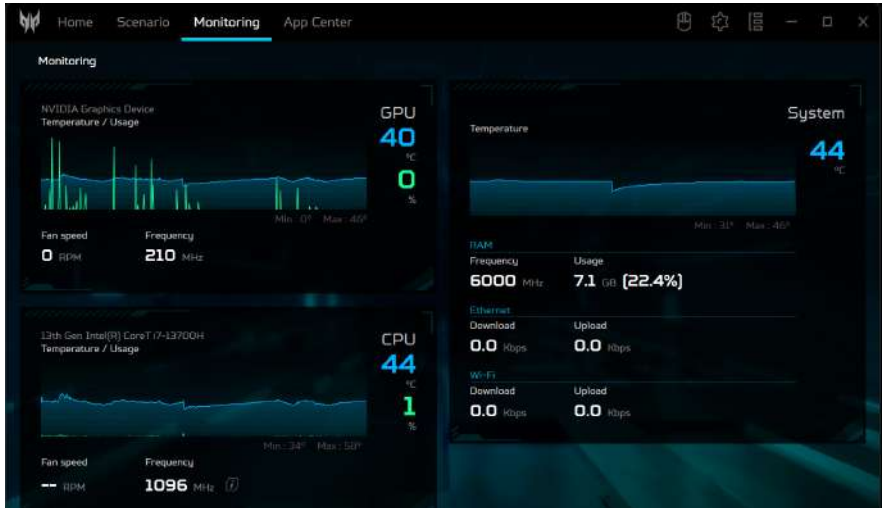 Home Scenario Monitoring App Center
Monitoring
NVIDIA Graphics Device
Temperature / Usage
GPU
40
°C
0
%
Min : 0° Max : 46°
Fan speed Frequency
0 RPM 210 MHz
13th Gen Intel(R) CoreT i7-13700H
Temperature / Usage
CPU
44
°C
1
%
Min : 34° Max : 58°
Fan speed Frequency
-- RPM 1096 MHz
System
Temperature
44
°C
Min : 31° Max : 46°
RAM
Frequency Usage
6000 MHz 7.1 GB (22.4%)
Ethernet
Download Upload
0.0 Kbps 0.0 Kbps
Wi-Fi
Download Upload
0.0 Kbps 0.0 Kbps